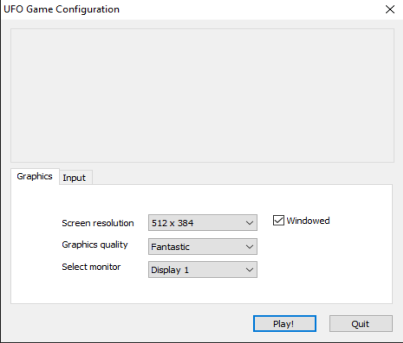 UFO Game Configuration
Graphics Input
Screen resolution 512 x 384 Windowed
Graphics quality Fantastic
Select monitor Display 1
Play! Quit